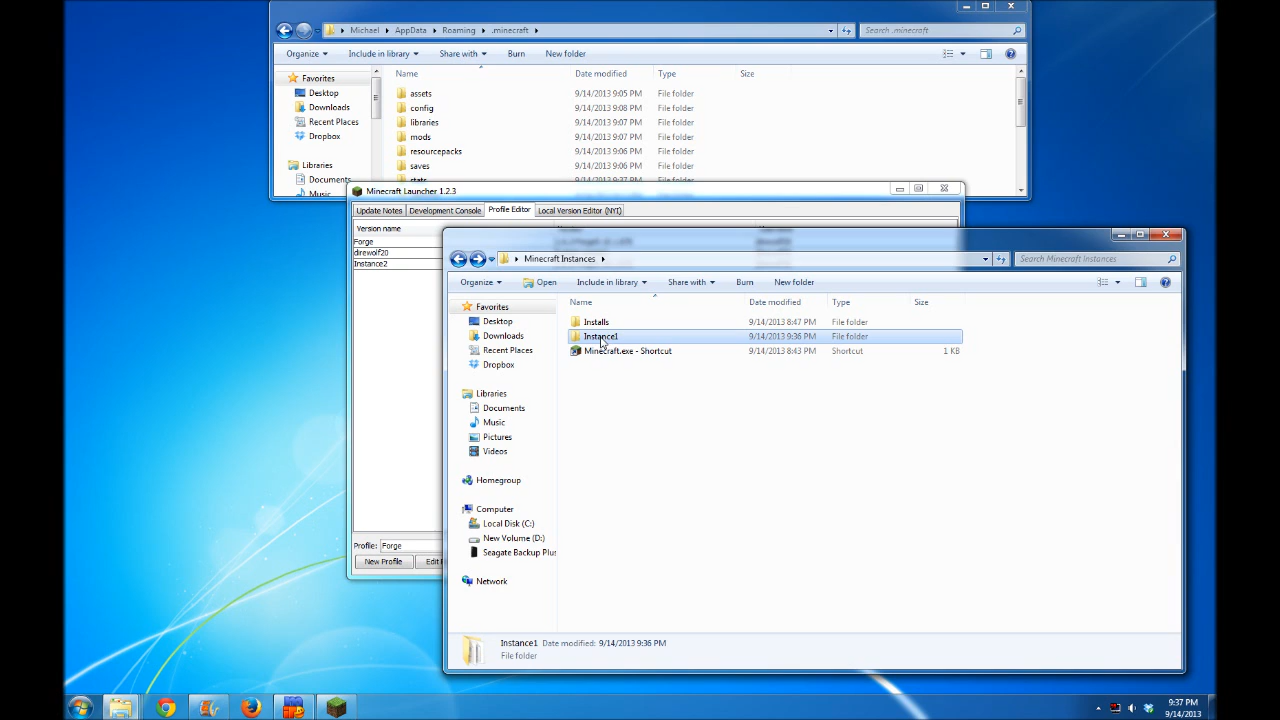 Michael AppData Roaming .minecraft Search .minecraft
Organize Include in library Share with Burn New folder
Favorites
Desktop
Downloads
Recent Places
Dropbox
Libraries
Documents
Music
Name Date modified Type Size
assets 9/14/2013 9:05 PM File folder
config 9/14/2013 9:08 PM File folder
libraries 9/14/2013 9:07 PM File folder
mods 9/14/2013 9:07 PM File folder
resourcepacks 9/14/2013 9:06 PM File folder
saves 9/14/2013 9:06 PM File folder
stats 9/14/2013 9:37 PM File folder
Minecraft Launcher 1.2.3
Update Notes Development Console Profile Editor Local Version Editor (NYI)
Version name
Forge
direwolf20
Instance2
Profile: Forge
New Profile Edit
Minecraft Instances Search Minecraft Instances
Organize Open Include in library Share with Burn New folder
Favorites
Desktop
Downloads
Recent Places
Dropbox
Libraries
Documents
Music
Pictures
Videos
Homegroup
Computer
Local Disk (C:)
New Volume (D:)
Seagate Backup Plus
Network
Name Date modified Type Size
Installs 9/14/2013 8:47 PM File folder
Instance1 9/14/2013 9:36 PM File folder
Minecraft.exe - Shortcut 9/14/2013 8:43 PM Shortcut 1 KB
Instance1 Date modified: 9/14/2013 9:36 PM
File folder
9:37 PM
9/14/2013